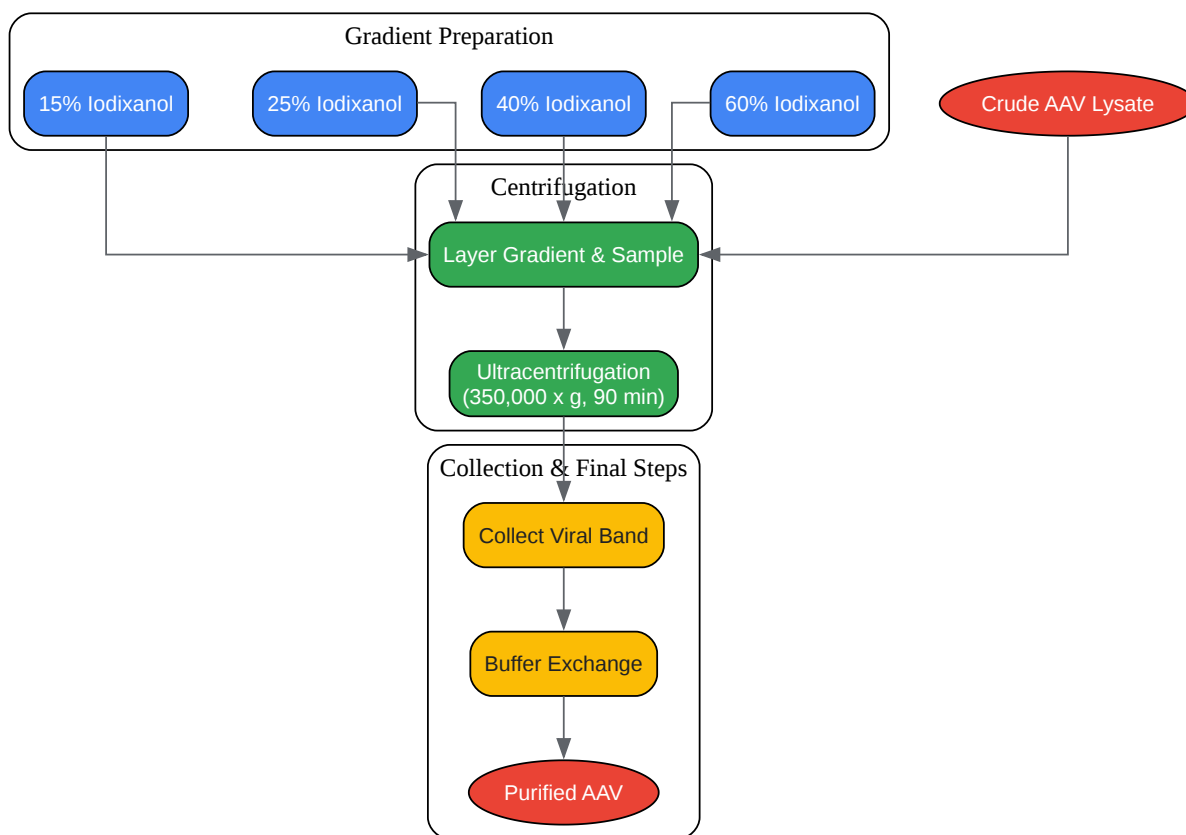 Gradient Preparation
15% Iodixanol
25% Iodixanol
40% Iodixanol
60% Iodixanol
Crude AAV Lysate
Centrifugation
Layer Gradient & Sample
Ultracentrifugation
(350,000 x g, 90 min)
Collection & Final Steps
Collect Viral Band
Buffer Exchange
Purified AAV